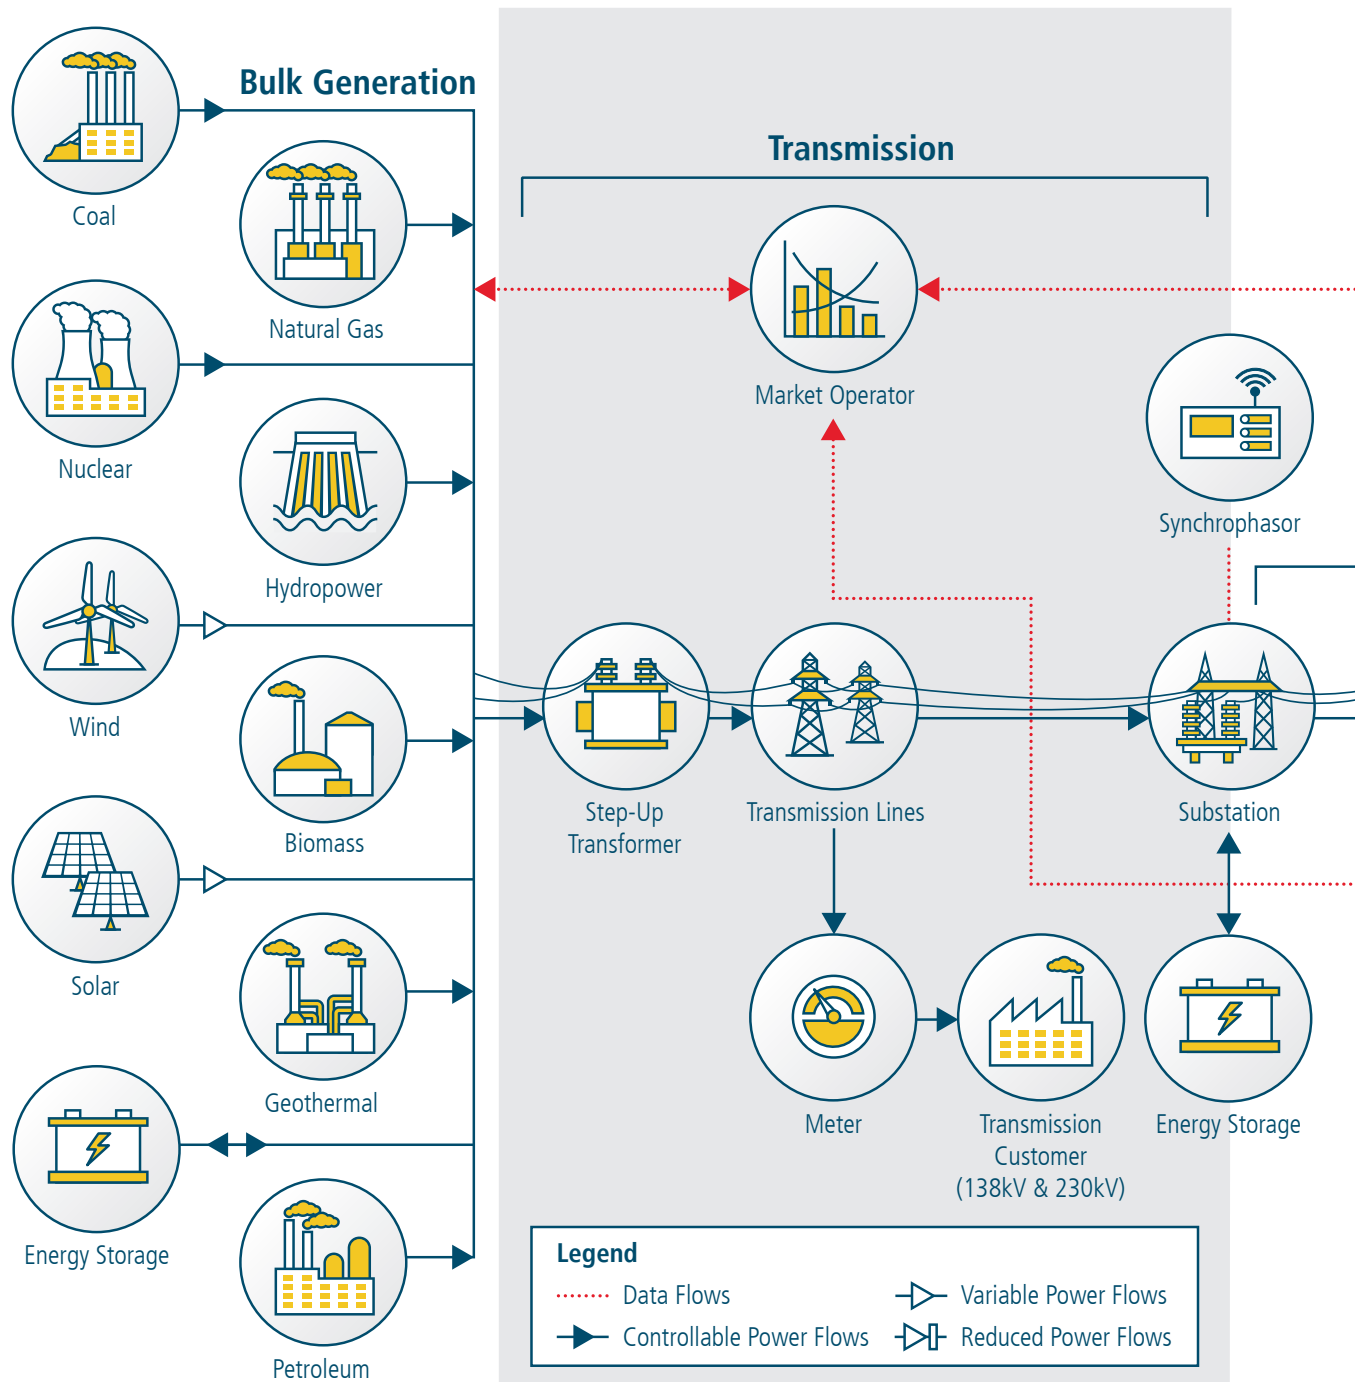 Bulk Generation
Coal
Natural Gas
Nuclear
Hydropower
Wind
Biomass
Solar
Geothermal
Energy Storage
Petroleum
Transmission
Market Operator
Synchrophasor
Step-Up
Transformer
Transmission Lines
Substation
Meter
Transmission
Customer
(138kV & 230kV)
Energy Storage
Legend
Data Flows
Controllable Power Flows
Variable Power Flows
Reduced Power Flows